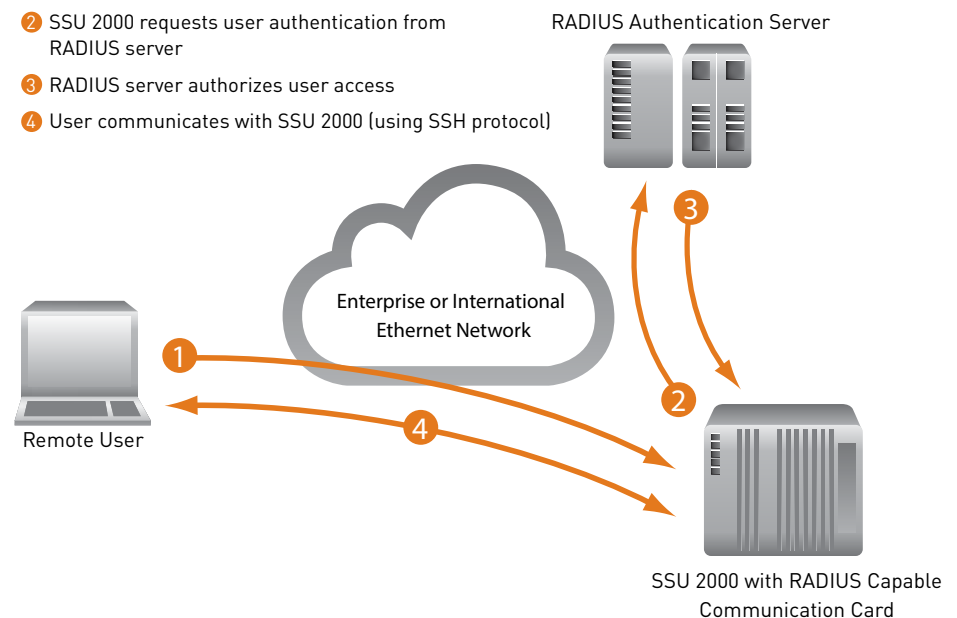 2 SSU 2000 requests user authentication from
RADIUS server
3 RADIUS server authorizes user access
4 User communicates with SSU 2000 (using SSH protocol)
RADIUS Authentication Server
3
Enterprise or International
Ethernet Network
1
2
4
Remote User
SSU 2000 with RADIUS Capable
Communication Card